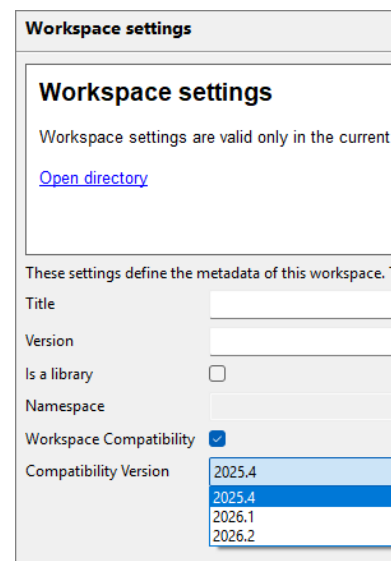 Workspace settings
Workspace settings
Workspace settings are valid only in the current
Open directory
These settings define the metadata of this workspace.
Title
Version
Is a library
Namespace
Workspace Compatibility
Compatibility Version
2025.4
2025.4
2026.1
2026.2